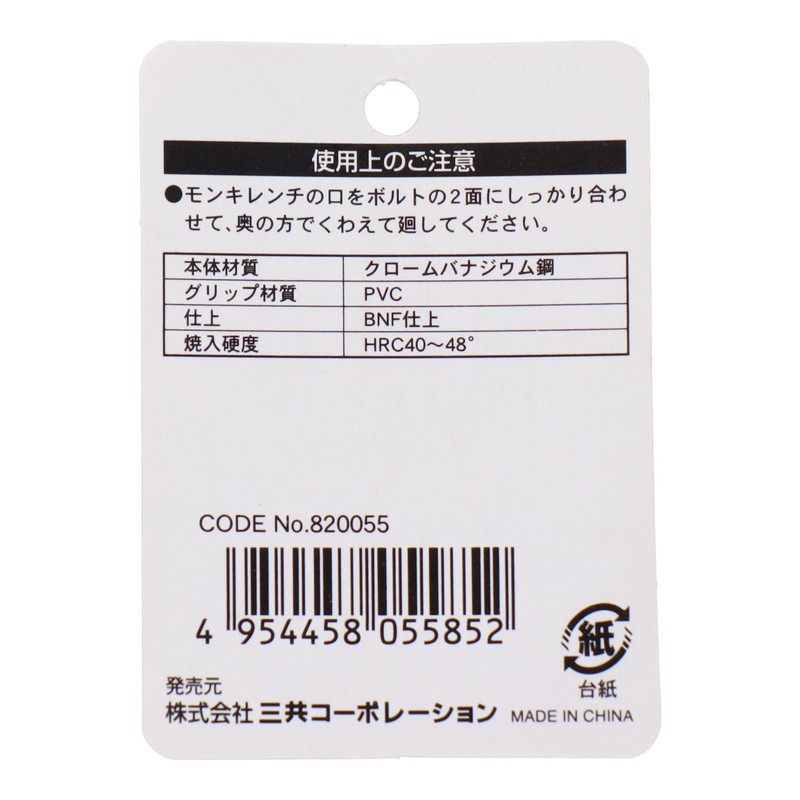 使用上のご注意
●モンキレンチの口をボルトの2面にしっかり合わ
せて、奥の方でくわえて廻してください。
本体材質 クロームバナジウム鋼
グリップ材質 PVC
仕上 BNF仕上
焼入硬度 HRC40～48°
CODE No.820055
4 954458 055852
紙
台紙
発売元
株式会社 三共コーポレーション MADE IN CHINA